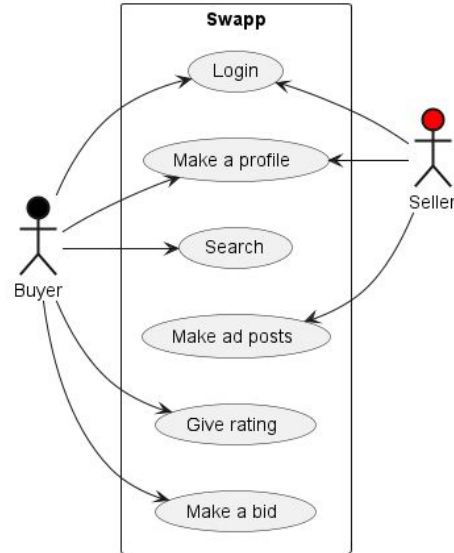 Swapp
Login
Make a profile
Seller
Search
Buyer
Make ad posts
Give rating
Make a bid